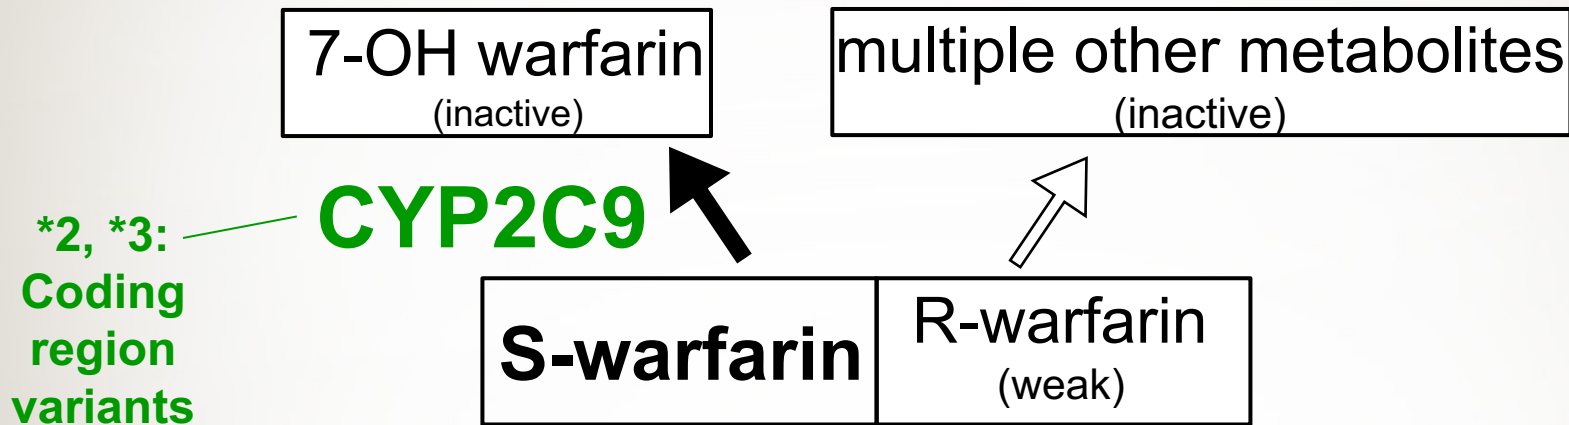 7-OH warfarin
(inactive)
multiple other metabolites
(inactive)
CYP2C9
*2, *3:
Coding
region
variants
S-warfarin
R-warfarin
(weak)